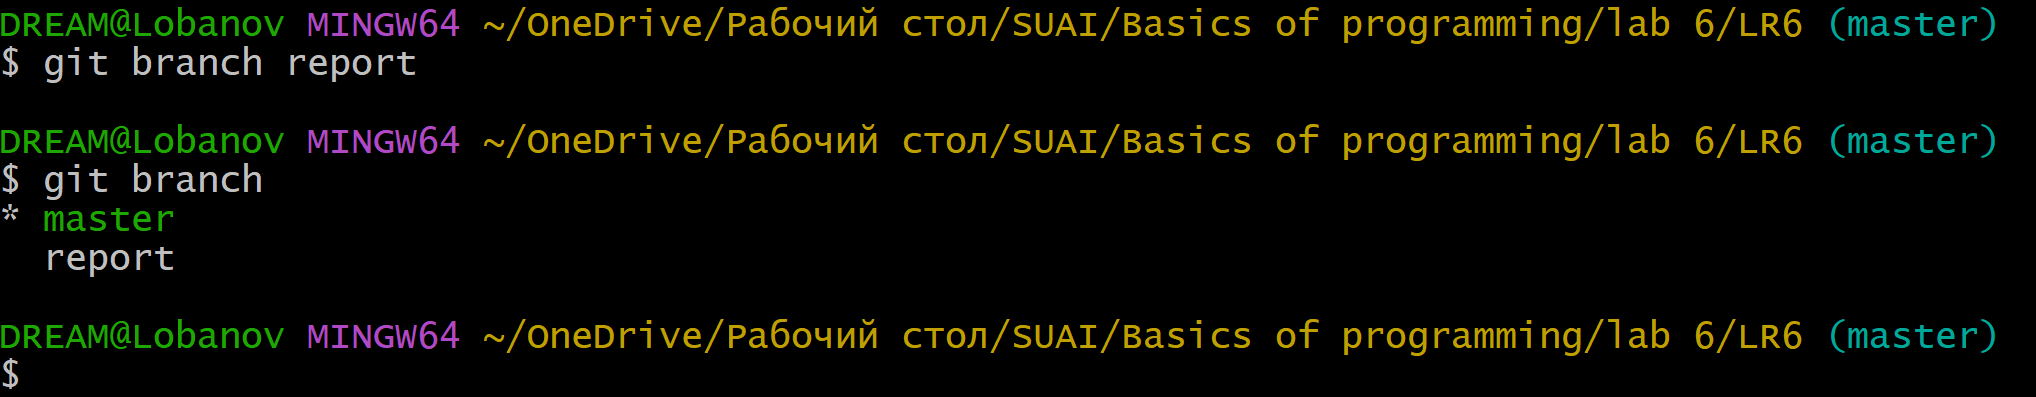 DREAM@Lobanov MINGW64 ~/OneDrive/Рабочий стол/SUAI/Basics of programming/lab 6/LR6 (master)
$ git branch report
DREAM@Lobanov MINGW64 ~/OneDrive/Рабочий стол/SUAI/Basics of programming/lab 6/LR6 (master)
$ git branch
* master
  report
DREAM@Lobanov MINGW64 ~/OneDrive/Рабочий стол/SUAI/Basics of programming/lab 6/LR6 (master)
$